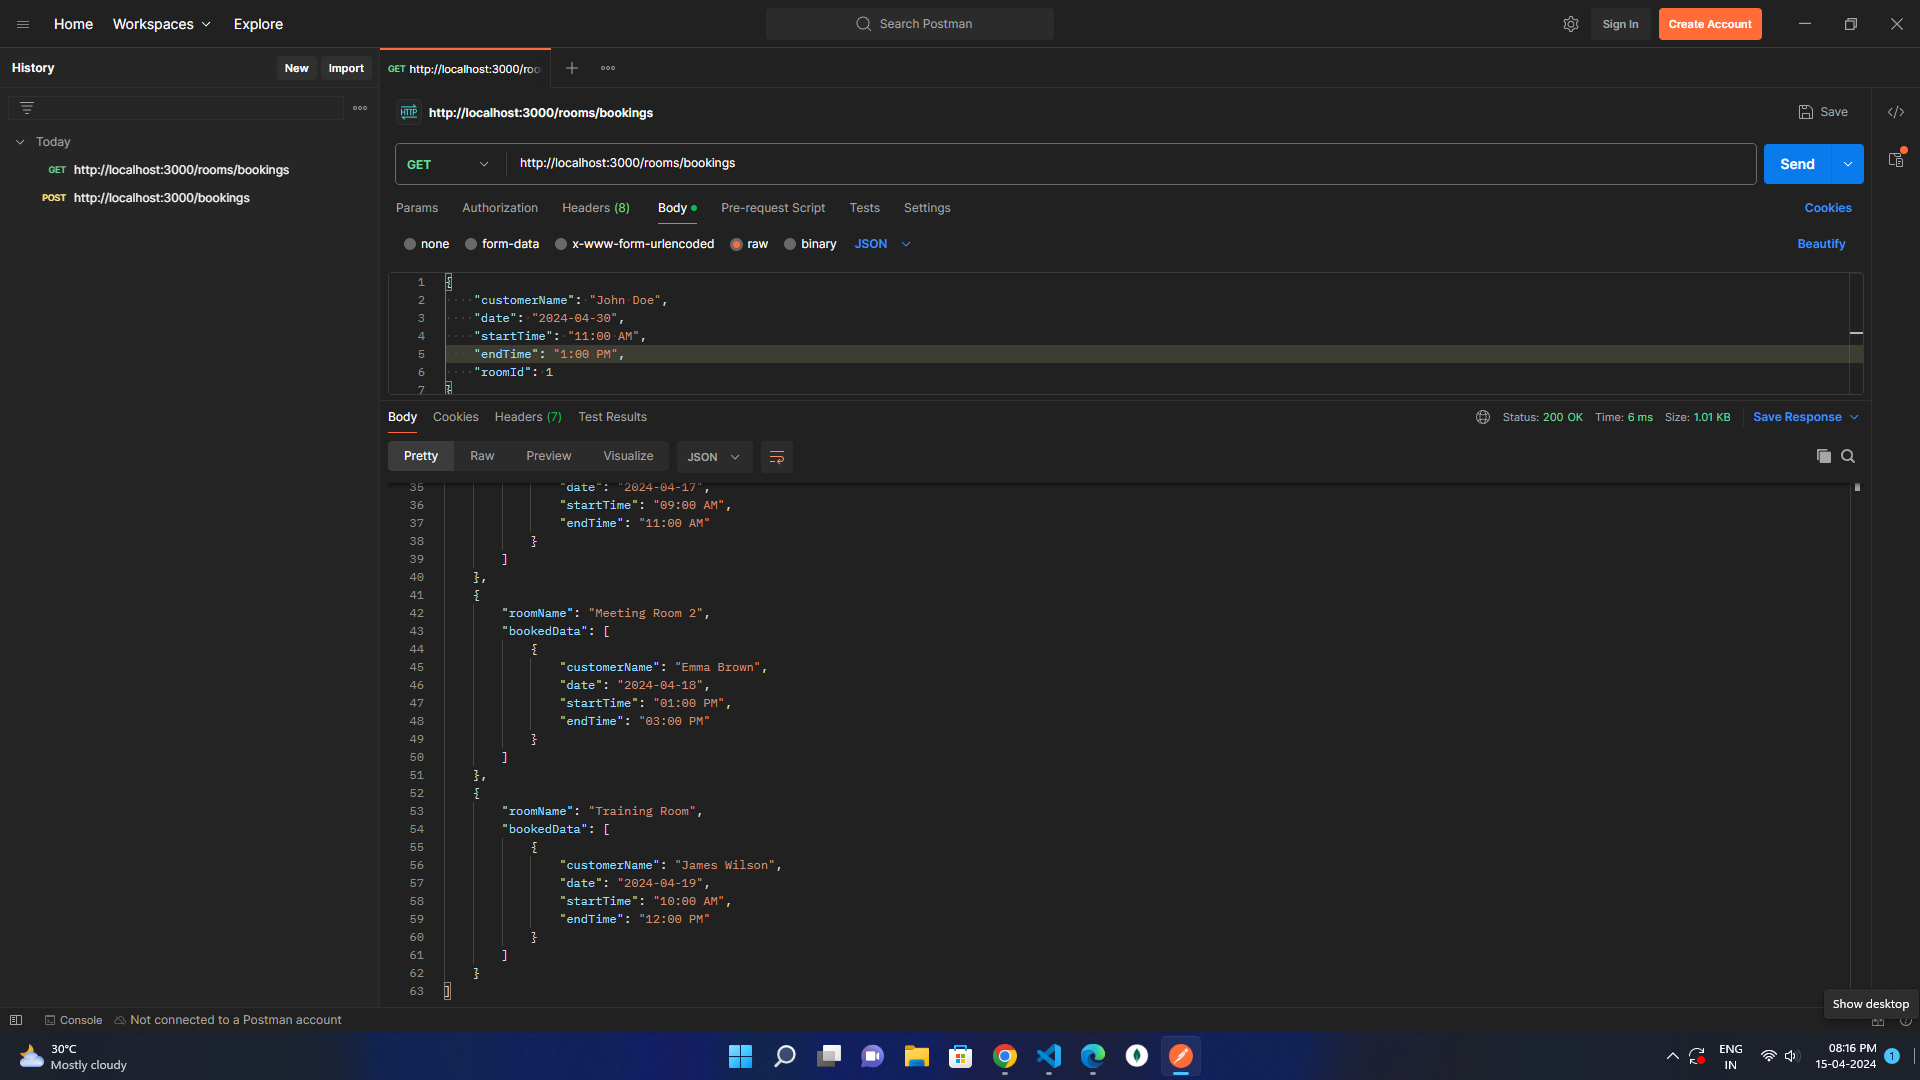 Home Workspaces Explore Search Postman Sign In Create Account
History New Import GET http://localhost:3000/roo
HTTP http://localhost:3000/rooms/bookings Save
Today
GET http://localhost:3000/rooms/bookings
POST http://localhost:3000/bookings
GET http://localhost:3000/rooms/bookings Send
Params Authorization Headers (8) Body Pre-request Script Tests Settings Cookies
none form-data x-www-form-urlencoded raw binary JSON Beautify
1 {
2 "customerName": "John Doe",
3 "date": "2024-04-30",
4 "startTime": "11:00 AM",
5 "endTime": "1:00 PM",
6 "roomId": 1
7 }
Body Cookies Headers (7) Test Results Status: 200 OK Time: 6 ms Size: 1.01 KB Save Response
Pretty Raw Preview Visualize JSON
35 "date": "2024-04-17",
36 "startTime": "09:00 AM",
37 "endTime": "11:00 AM"
38 }
39 ]
40 },
41 {
42 "roomName": "Meeting Room 2",
43 "bookedData": [
44 {
45 "customerName": "Emma Brown",
46 "date": "2024-04-18",
47 "startTime": "01:00 PM",
48 "endTime": "03:00 PM"
49 }
50 ]
51 },
52 {
53 "roomName": "Training Room",
54 "bookedData": [
55 {
56 "customerName": "James Wilson",
57 "date": "2024-04-19",
58 "startTime": "10:00 AM",
59 "endTime": "12:00 PM"
60 }
61 ]
62 }
63 ]
Show desktop
Console Not connected to a Postman account
30°C
Mostly cloudy
ENG
IN
08:16 PM
15-04-2024
1